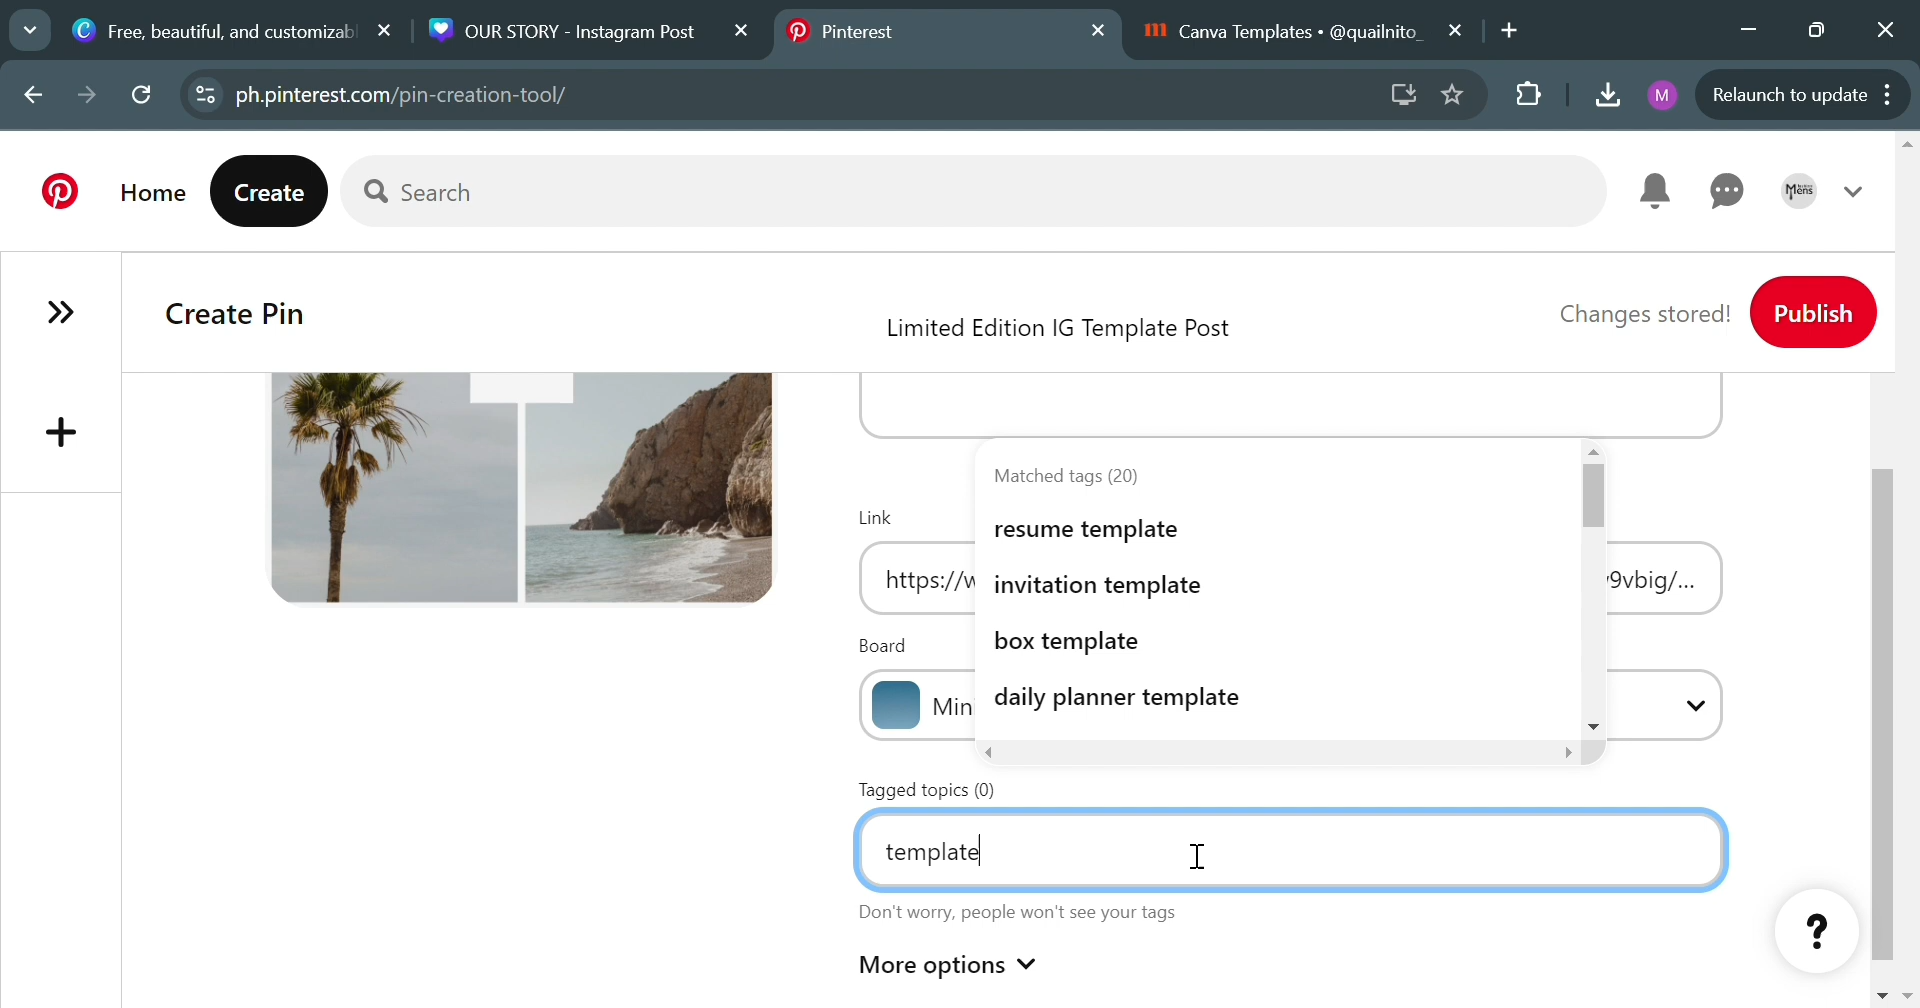 Free, beautiful, and customizabl
OUR STORY - Instagram Post
Pinterest
Canva Templates • @quailnito_
ph.pinterest.com/pin-creation-tool/
M
Relaunch to update
Home
Create
Search
Mens
Create Pin
Limited Edition IG Template Post
Changes stored!
Publish
Matched tags (20)
resume template
invitation template
box template
daily planner template
Link
https://w
9vbig/...
Board
Min
Tagged topics (0)
template
Don't worry, people won't see your tags
More options
?